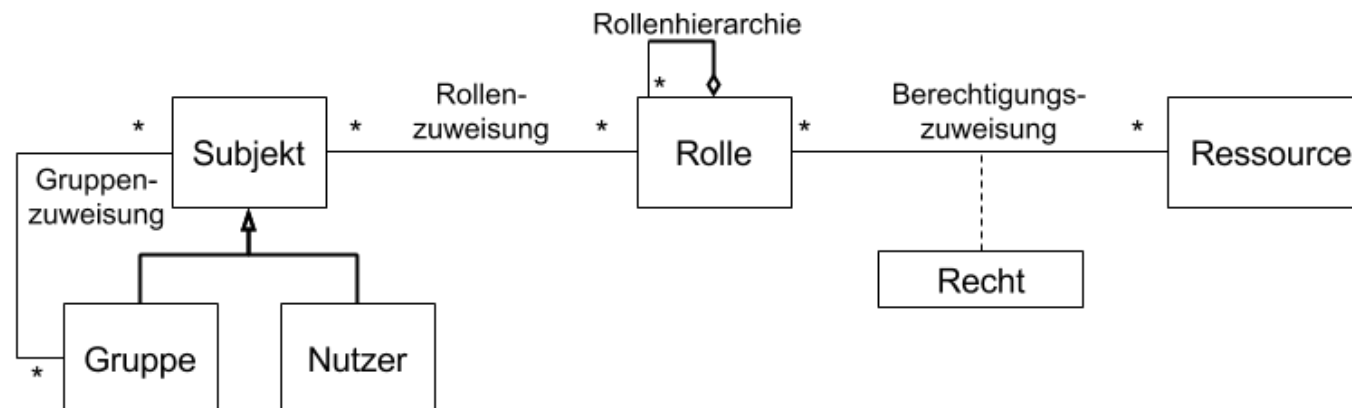 Rollenhierarchie
*
Rollen-
zuweisung
Berechtigungs-
zuweisung
*
*
*
*
*
Subjekt
Rolle
Ressource
Gruppen-
zuweisung
Recht
Gruppe
Nutzer
*